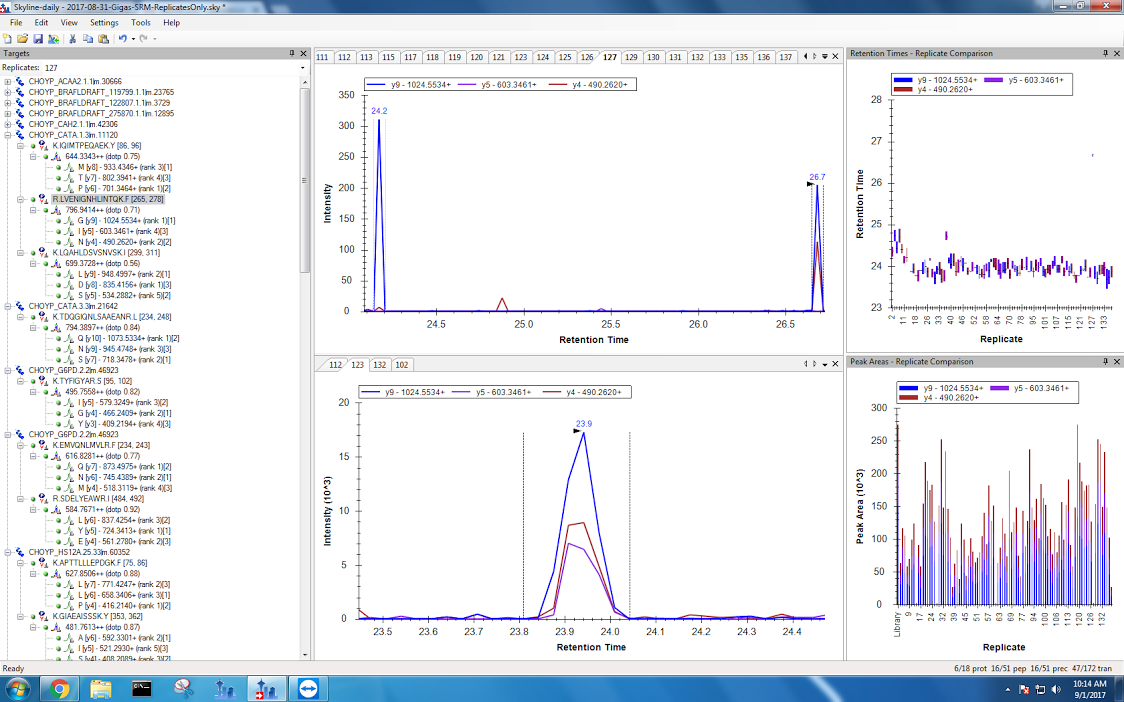 Skyline-daily - 2017-08-31-Gigas-SRM-ReplicatesOnly.sky *
File Edit View Settings Tools Help
Targets
Replicates: 127
CHOYP_ACAA2.1.1|m.30666
CHOYP_BRAFLDRAFT_119799.1.1|m.23765
CHOYP_BRAFLDRAFT_122807.1.1|m.3729
CHOYP_BRAFLDRAFT_275870.1.1|m.12895
CHOYP_CAH2.1.1|m.42306
CHOYP_CATA.1.3|m.11120
K.IQIMTPEQAEK.Y [86, 96]
644.3343++ (dotp 0.75)
M [y8] - 933.4346+ (rank 3)[1]
T [y7] - 802.3941+ (rank 4)[3]
P [y6] - 701.3464+ (rank 1)[2]
R.LVENIGNHLINTQK.F [265, 278]
796.9414++ (dotp 0.71)
G [y9] - 1024.5534+ (rank 1)[1]
I [y5] - 603.3461+ (rank 4)[3]
N [y4] - 490.2620+ (rank 2)[2]
K.LQAHLDSVSNVSK.I [299, 311]
699.3728++ (dotp 0.56)
L [y9] - 948.4997+ (rank 2)[1]
D [y8] - 835.4156+ (rank 1)[3]
S [y5] - 534.2882+ (rank 5)[2]
CHOYP_CATA.3.3|m.21642
K.TDQGIQNLSAAEANR.L [234, 248]
794.3897++ (dotp 0.84)
Q [y10] - 1073.5334+ (rank 1)[2]
N [y9] - 945.4748+ (rank 3)[3]
S [y7] - 718.3478+ (rank 2)[1]
CHOYP_G6PD.2.2|m.46923
K.TYFIGYAR.S [95, 102]
495.7558++ (dotp 0.82)
I [y5] - 579.3249+ (rank 3)[2]
G [y4] - 466.2409+ (rank 2)[1]
Y [y3] - 409.2194+ (rank 4)[3]
CHOYP_G6PD.2.2|m.46923
K.EMVQNLMVLR.F [234, 243]
616.8281++ (dotp 0.77)
Q [y7] - 873.4975+ (rank 1)[2]
N [y6] - 745.4389+ (rank 2)[1]
M [y4] - 518.3119+ (rank 4)[3]
R.SDELYEAWR.I [484, 492]
584.7671++ (dotp 0.92)
L [y6] - 837.4254+ (rank 3)[2]
Y [y5] - 724.3413+ (rank 1)[1]
E [y4] - 561.2780+ (rank 2)[3]
CHOYP_HS12A.25.33|m.60352
K.APTTLLLEPDGK.F [75, 86]
627.8506++ (dotp 0.88)
L [y7] - 771.4247+ (rank 2)[3]
L [y6] - 658.3406+ (rank 3)[1]
P [y4] - 416.2140+ (rank 1)[2]
K.GIAEAISSSK.Y [353, 362]
481.7613++ (dotp 0.87)
A [y6] - 592.3301+ (rank 2)[1]
I [y5] - 521.2930+ (rank 5)[3]
S [y4] - 408.2089+ (rank 3)[2]
111 112 113 115 117 118 119 120 121 123 126 127 129 130 131 132 133 136 137
y9 - 1024.5534+ y5 - 603.3461+ y4 - 490.2620+
350
300
250
200
150
100
50
0
Intensity
24.2
26.7
24.5 25.0 25.5 26.0 26.5
Retention Time
112 123 132 102
y9 - 1024.5534+ y5 - 603.3461+ y4 - 490.2620+
20
15
10
5
0
Intensity (10^3)
23.9
23.5 23.6 23.7 23.8 23.9 24.0 24.1 24.2 24.3 24.4
Retention Time
Retention Times - Replicate Comparison
y9 - 1024.5534+ y5 - 603.3461+
y4 - 490.2620+
28
27
26
25
24
23
Retention Time
2 11 18 26 33 40 46 52 58 64 70 78 95 101 107 115 121 127 133
Replicate
Peak Areas - Replicate Comparison
y9 - 1024.5534+ y5 - 603.3461+
y4 - 490.2620+
300
250
200
150
100
50
0
Peak Area (10^3)
Library 9 17 24 32 39 45 51 57 63 69 77 94 100 106 113 120 126 132
Replicate
Ready
6/18 prot 16/51 pep 16/51 prec 47/172 tran
10:14 AM
9/1/2017